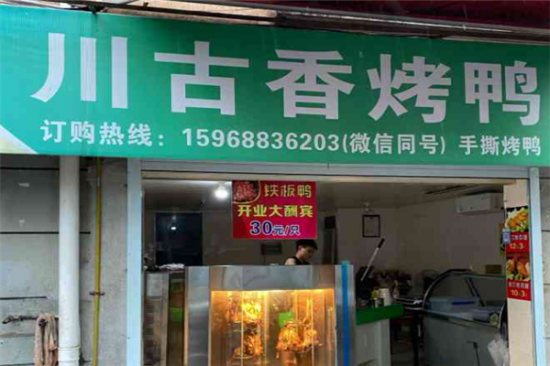 川古香烤鸭
订购热线：15968836203(微信同号) 手撕烤鸭
铁板鸭
开业大酬宾
30元/只